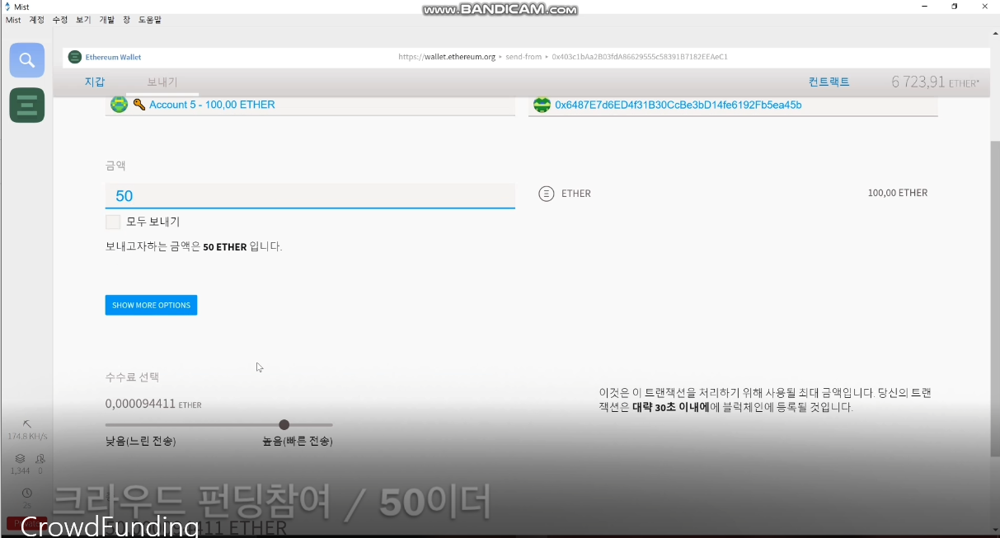 Mist
www.BANDICAM.com
Mist 계정 수정 보기 개발 창 도움말
Ethereum Wallet
https://wallet.ethereum.org ▸ send-from ▸ 0x403c1bAa2B03fdA86629555c58391B7182EEAeC1
지갑 보내기 컨트랙트 6 723,91 ETHER*
Account 5 - 100,00 ETHER
0x6487E7d6ED4f31B30CcBe3bD14fe6192Fb5ea45b
금액
50
ETHER 100,00 ETHER
모두 보내기
보내고자하는 금액은 50 ETHER 입니다.
SHOW MORE OPTIONS
수수료 선택
0,000094411 ETHER
이것은 이 트랜잭션을 처리하기 위해 사용될 최대 금액입니다. 당신의 트랜
잭션은 대략 30초 이내에에 블럭체인에 등록될 것입니다.
낮음(느린 전송) 높음(빠른 전송)
174.8 KH/s
1,344 0
2s
크라우드 펀딩참여 / 50이더
CrowdFunding
ETHER